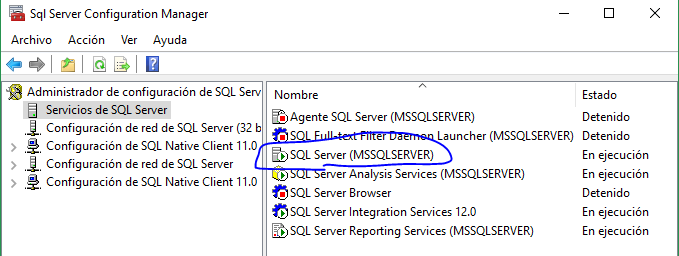 Sql Server Configuration Manager
Archivo Acción Ver Ayuda
Administrador de configuración de SQL Serv
Servicios de SQL Server
Configuración de red de SQL Server (32 b
Configuración de SQL Native Client 11.0
Configuración de red de SQL Server
Configuración de SQL Native Client 11.0
Nombre Estado
Agente SQL Server (MSSQLSERVER) Detenido
SQL Full-text Filter Daemon Launcher (MSSQLSERVER) Detenido
SQL Server (MSSQLSERVER) En ejecución
SQL Server Analysis Services (MSSQLSERVER) En ejecución
SQL Server Browser Detenido
SQL Server Integration Services 12.0 En ejecución
SQL Server Reporting Services (MSSQLSERVER) En ejecución